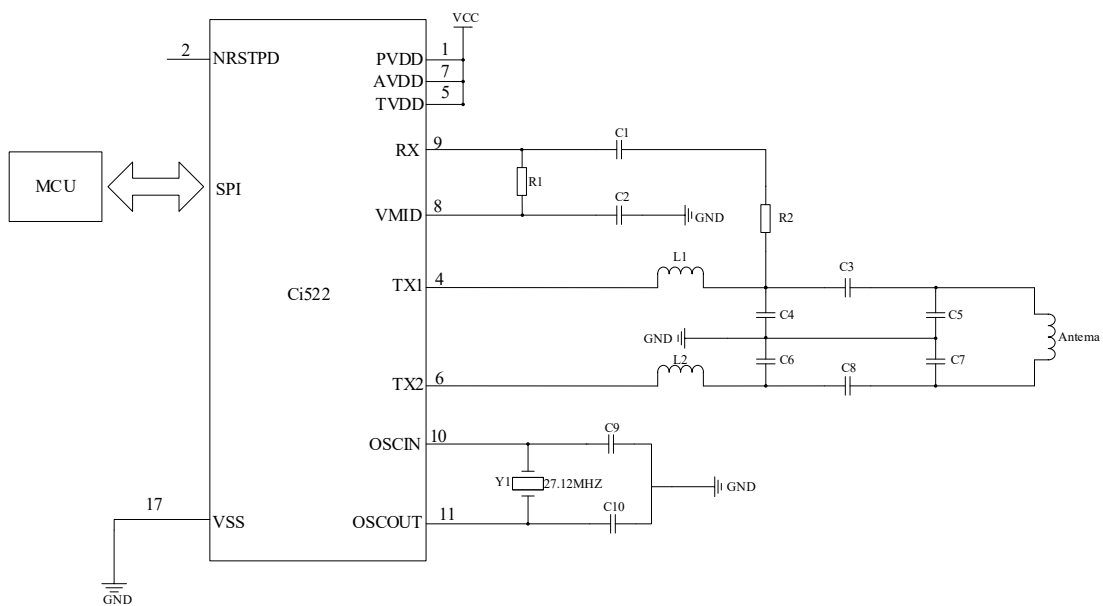 VCC
2 NRSTPD
PVDD 1
AVDD 7
TVDD 5
RX 9
C1
R1
MCU
SPI
C2
VMID 8
GND
R2
L1
C3
TX1 4
Ci522
C4
C5
GND
Antema
L2
C6
C7
C8
TX2 6
OSCIN 10
C9
Y1 27.12MHZ
GND
C10
17 VSS
OSCOUT 11
GND